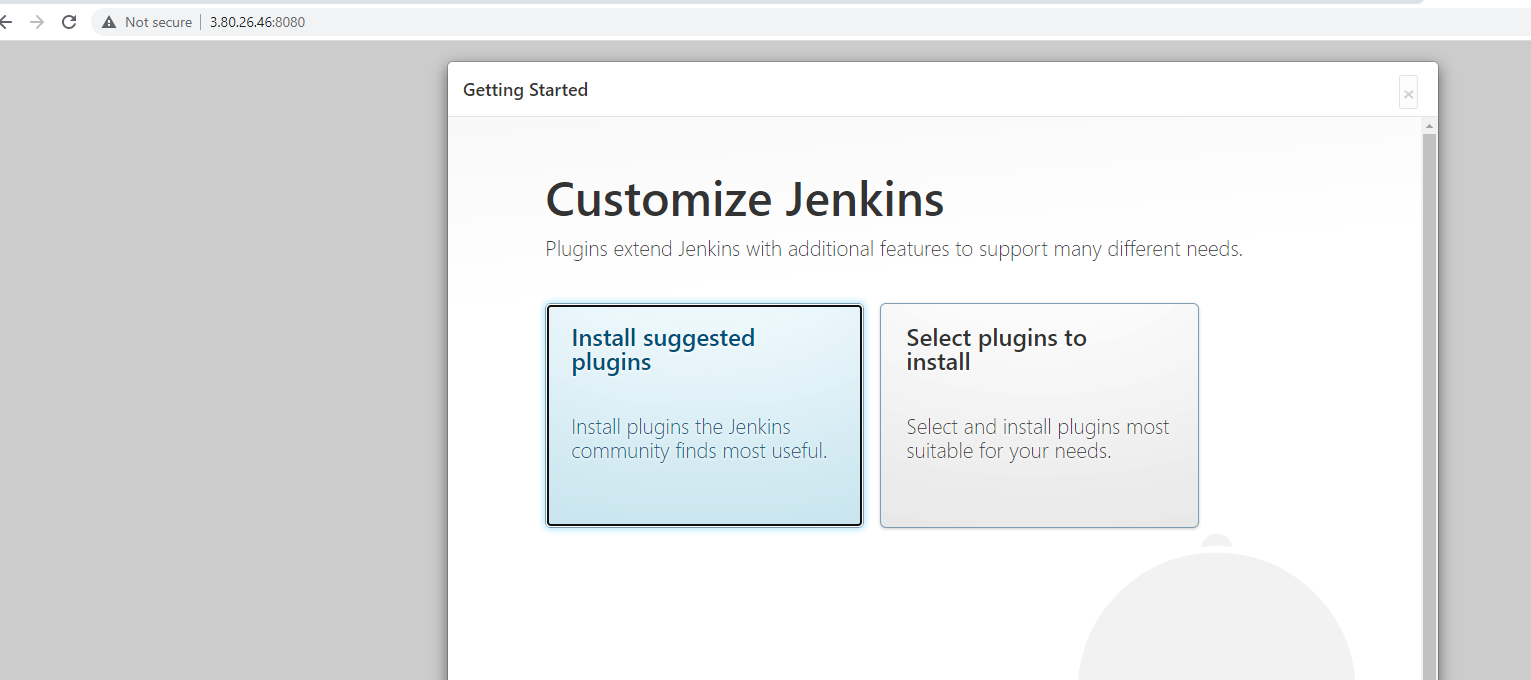 Not secure | 3.80.26.46:8080
Getting Started
×
Customize Jenkins
Plugins extend Jenkins with additional features to support many different needs.
Install suggested
plugins
Install plugins the Jenkins
community finds most useful.
Select plugins to
install
Select and install plugins most
suitable for your needs.